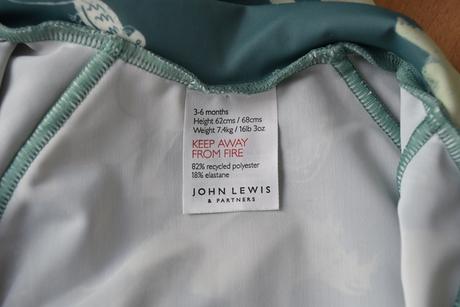 3-6 months
Height 62cms / 68cms
Weight 7.4kg / 16lb 3oz
KEEP AWAY
FROM FIRE
82% recycled polyester
18% elastane
JOHN LEWIS
& PARTNERS